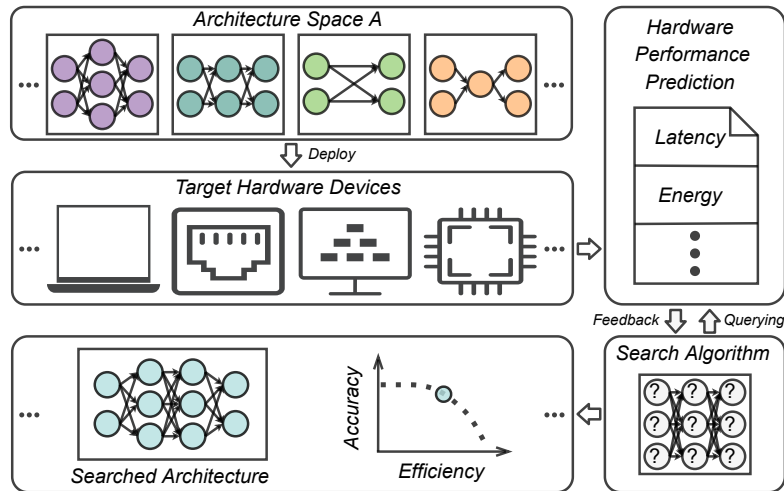 Architecture Space A
Deploy
Target Hardware Devices
Hardware
Performance
Prediction
Latency
Energy
Feedback
Querying
Search Algorithm
? ? ?
? ? ?
? ? ?
Accuracy
Efficiency
Searched Architecture